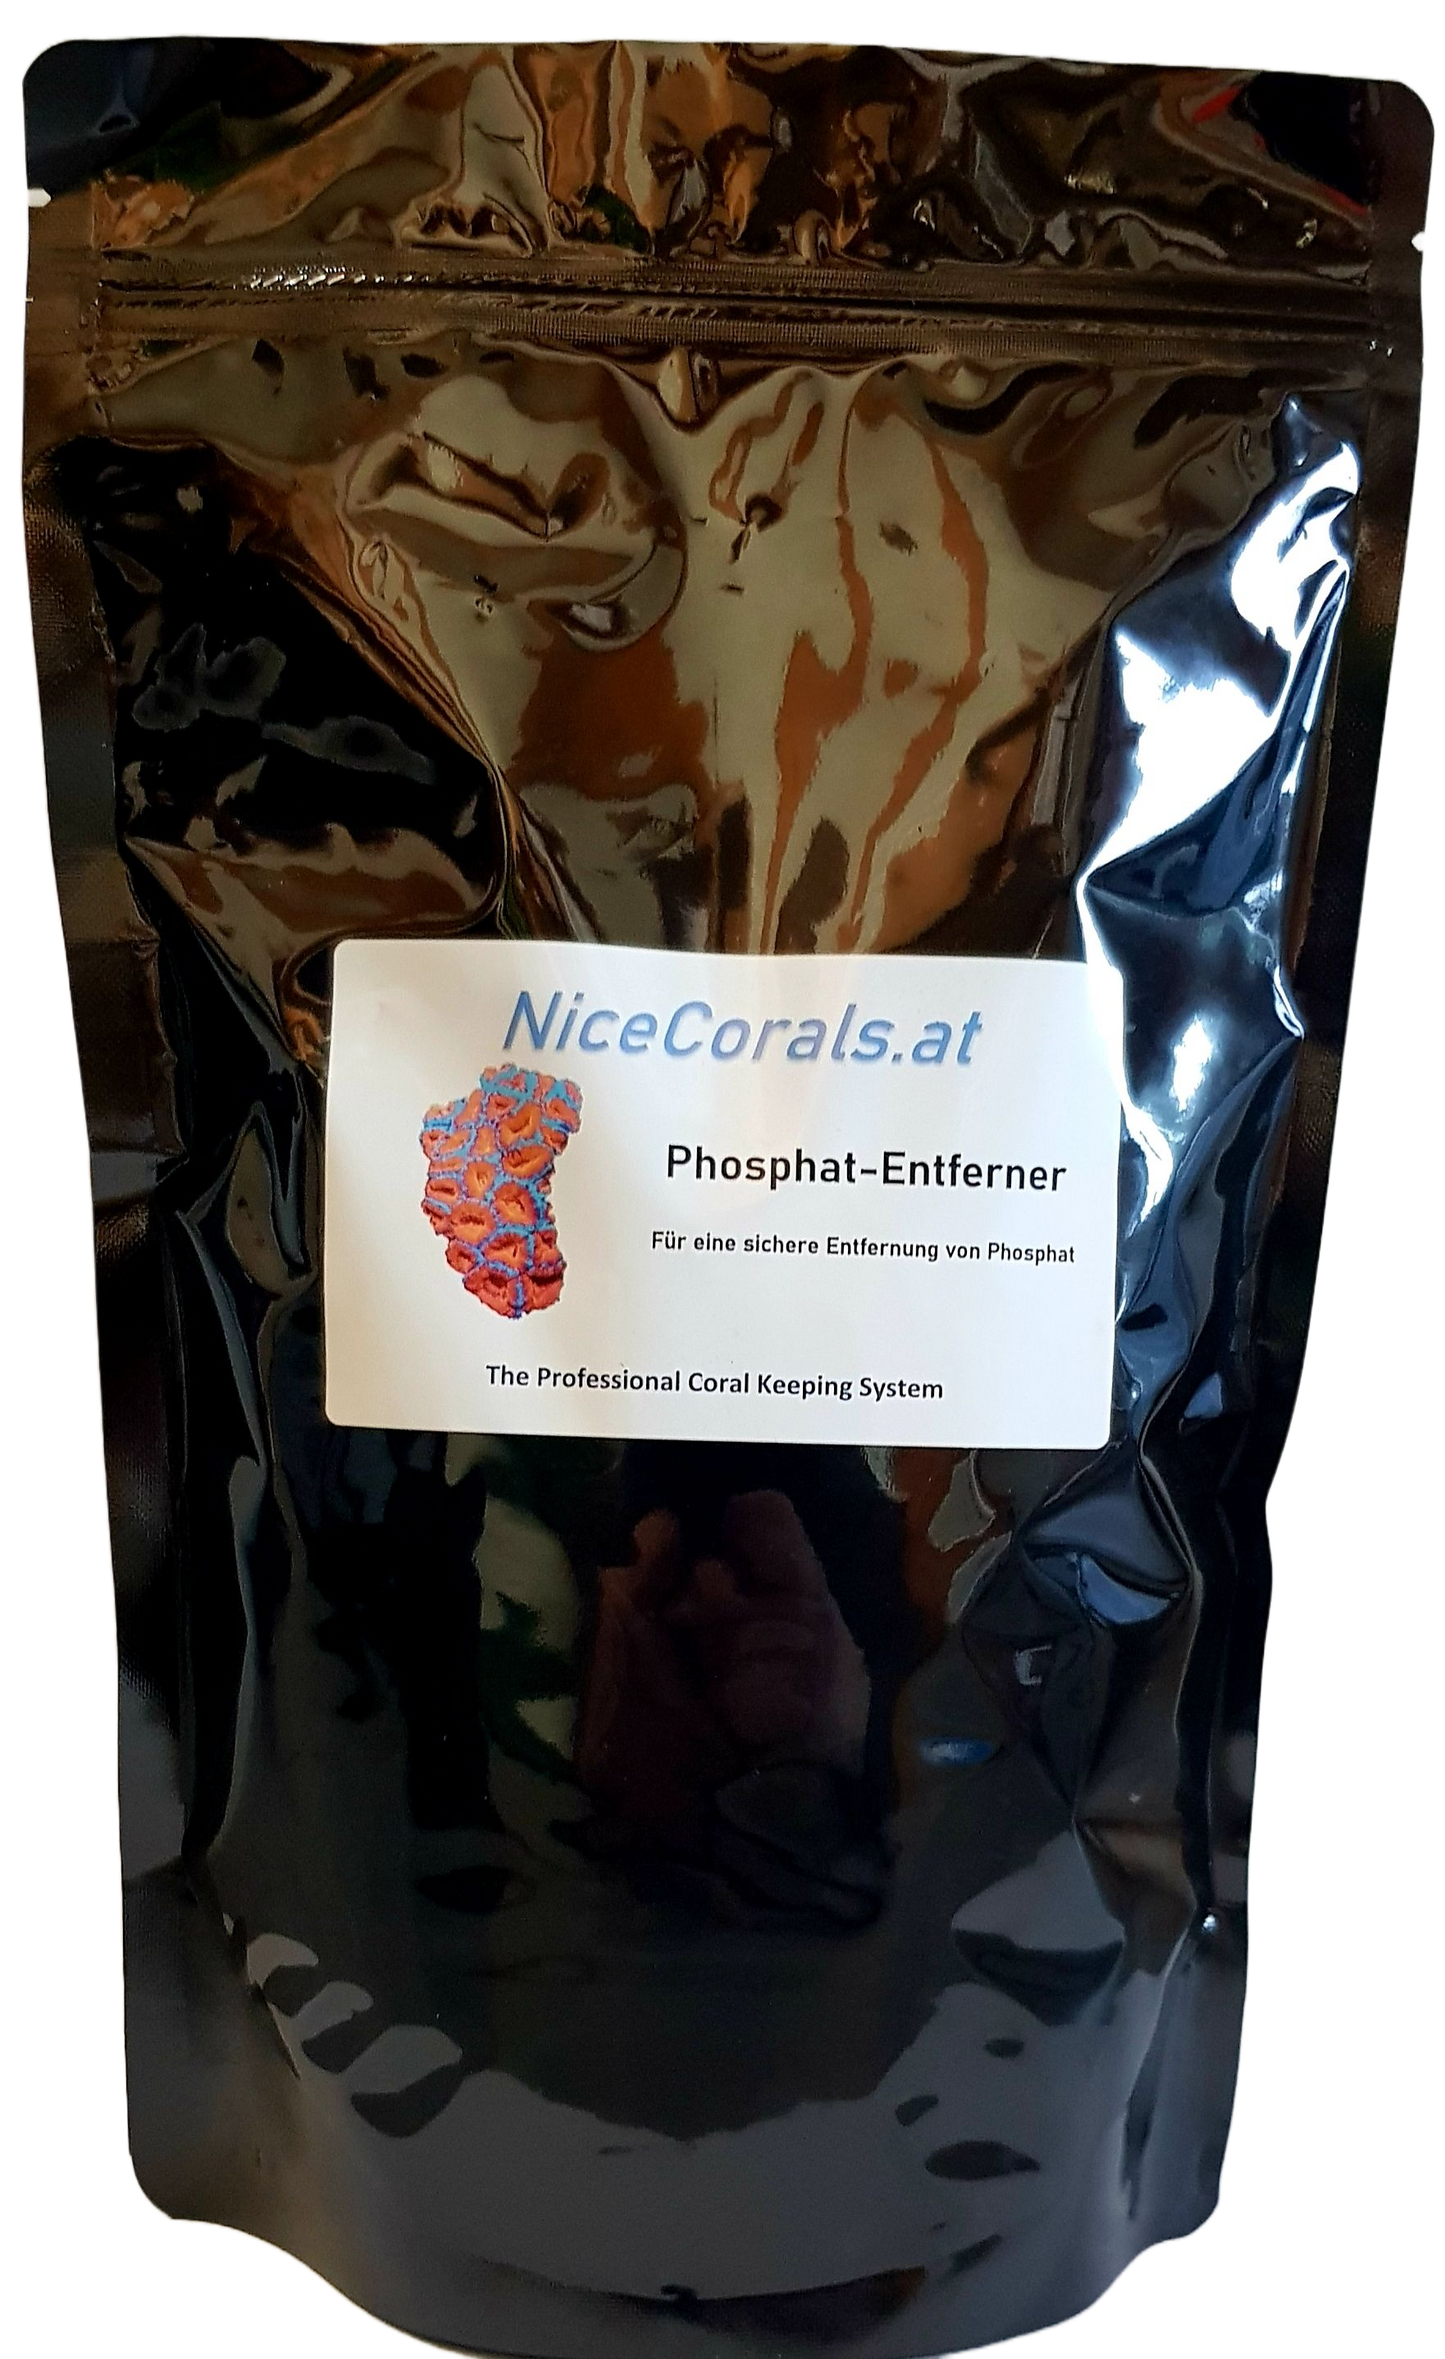 NiceCorals.at
Phosphat-Entferner
Für eine sichere Entfernung von Phosphat
The Professional Coral Keeping System